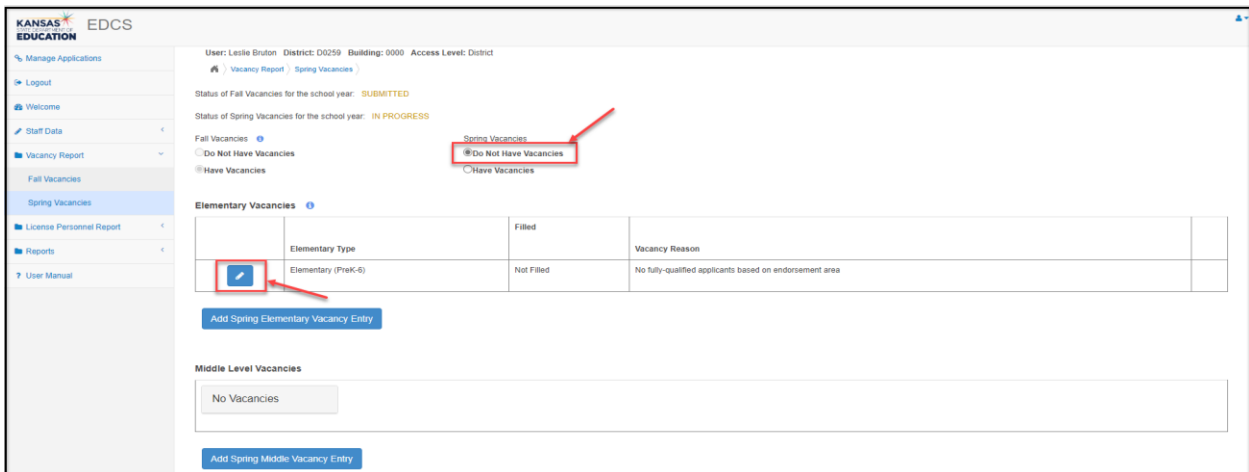 KANSAS
STATE DEPARTMENT OF
EDUCATION
EDCS
Manage Applications
Logout
Welcome
Staff Data
Vacancy Report
Fall Vacancies
Spring Vacancies
License Personnel Report
Reports
? User Manual
User: Leslie Bruton District: D0259 Building: 0000 Access Level: District
Vacancy Report Spring Vacancies
Status of Fall Vacancies for the school year: SUBMITTED
Status of Spring Vacancies for the school year: IN PROGRESS
Fall Vacancies
Do Not Have Vacancies
Have Vacancies
Spring Vacancies
Do Not Have Vacancies
Have Vacancies
Elementary Vacancies
Elementary Type Filled Vacancy Reason
Elementary (PreK-6) Not Filled No fully-qualified applicants based on endorsement area
Add Spring Elementary Vacancy Entry
Middle Level Vacancies
No Vacancies
Add Spring Middle Vacancy Entry